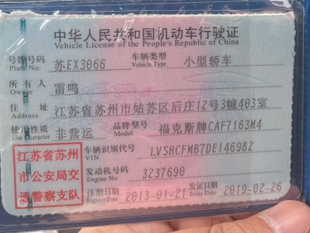 中华人民共和国机动车行驶证
Vehicle License of the People's Republic of China
号牌号码 苏EX3066 车辆类型 小型轿车
Plate No. Vehicle Type
所有人 雷鸣
Owner
住址 江苏省苏州市姑苏区后庄12号3幢403室
Address
使用性质 非营运 品牌型号 福克斯牌CAF7163M4
Use Character Model
江苏省苏州市公安局交通警察支队
车辆识别代号 LVSHCFMB7DE146982
VIN
发动机号码 3237690
Engine No.
注册日期 2013-01-21 发证日期 2019-02-26
Register Date Issue Date